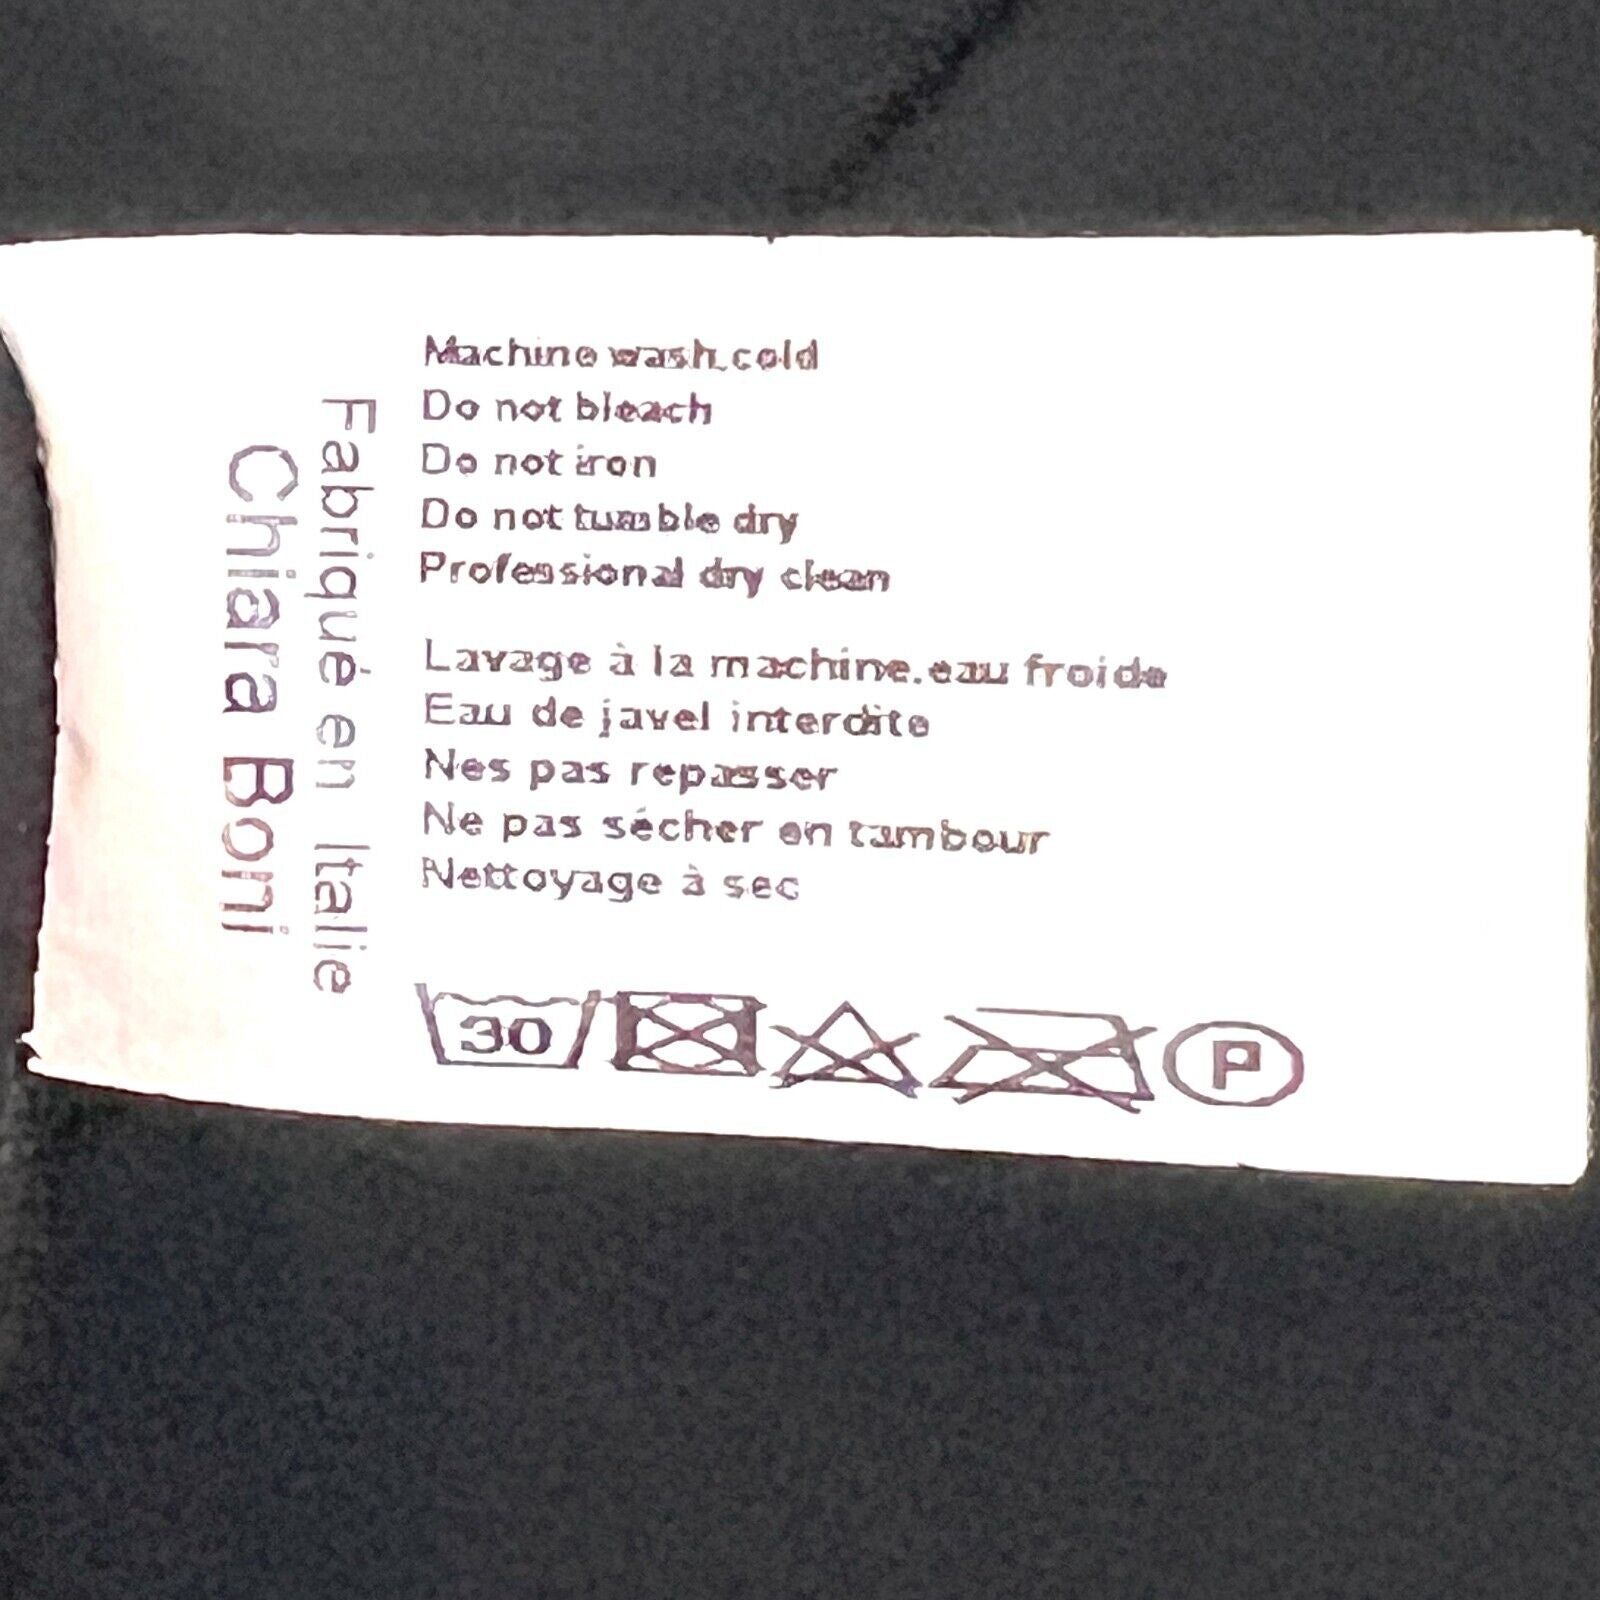 Machine wash.cold
Do not bleach
Do not iron
Do not tumble dry
Professional dry clean
Lavage à la machine.eau froide
Eau de javel interdite
Nes pas repasser
Ne pas sécher en tambour
Nettoyage à sec
30
P
Fabriqué en Italie
Chiara Boni